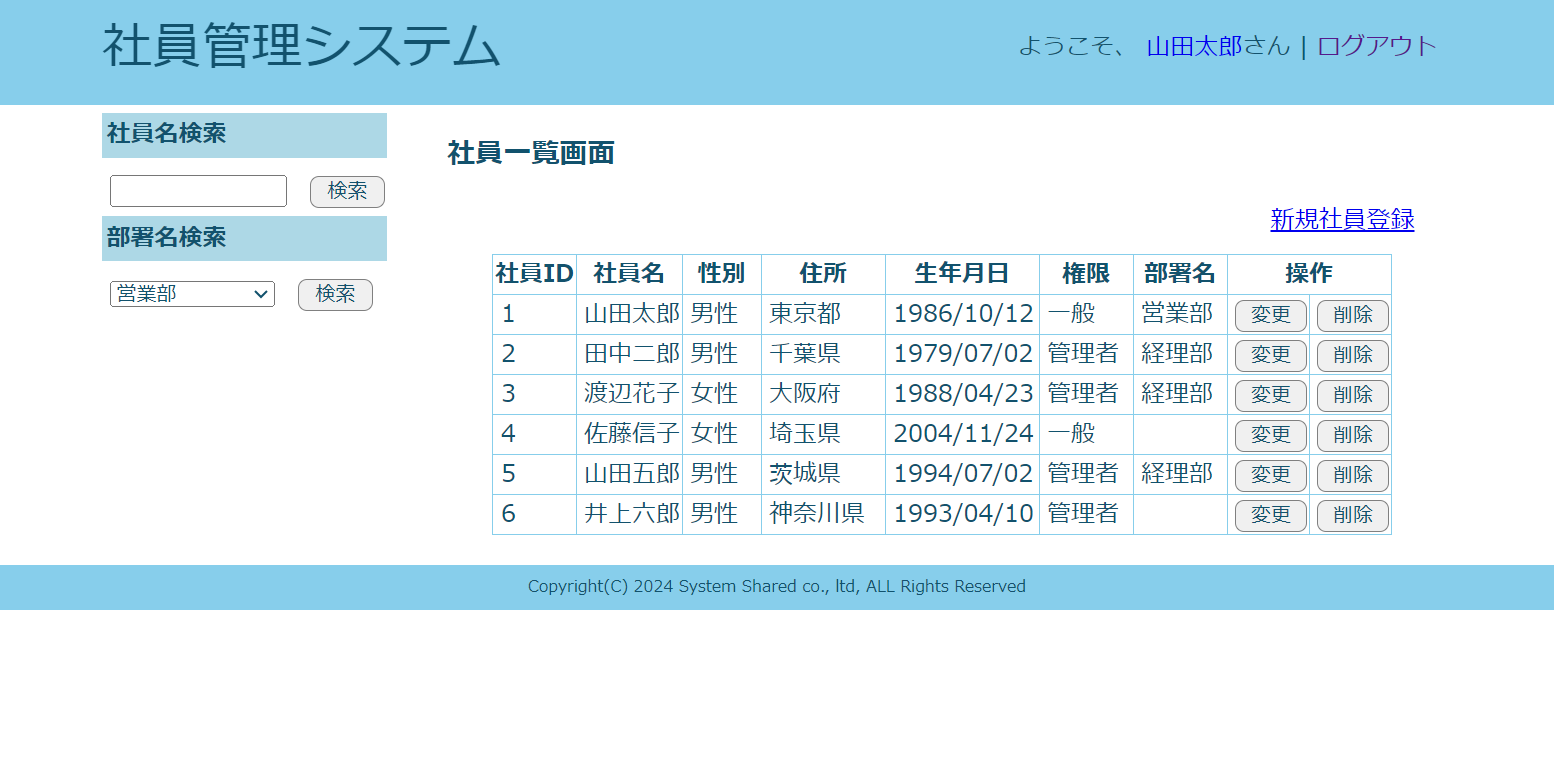 社員管理システム
ようこそ、 山田太郎さん | ログアウト
社員名検索
検索
部署名検索
営業部 検索
社員一覧画面
新規社員登録
社員ID 社員名 性別 住所 生年月日 権限 部署名 操作
1 山田太郎 男性 東京都 1986/10/12 一般 営業部 変更 削除
2 田中二郎 男性 千葉県 1979/07/02 管理者 経理部 変更 削除
3 渡辺花子 女性 大阪府 1988/04/23 管理者 経理部 変更 削除
4 佐藤信子 女性 埼玉県 2004/11/24 一般 変更 削除
5 山田五郎 男性 茨城県 1994/07/02 管理者 経理部 変更 削除
6 井上六郎 男性 神奈川県 1993/04/10 管理者 変更 削除
Copyright(C) 2024 System Shared co., ltd, ALL Rights Reserved